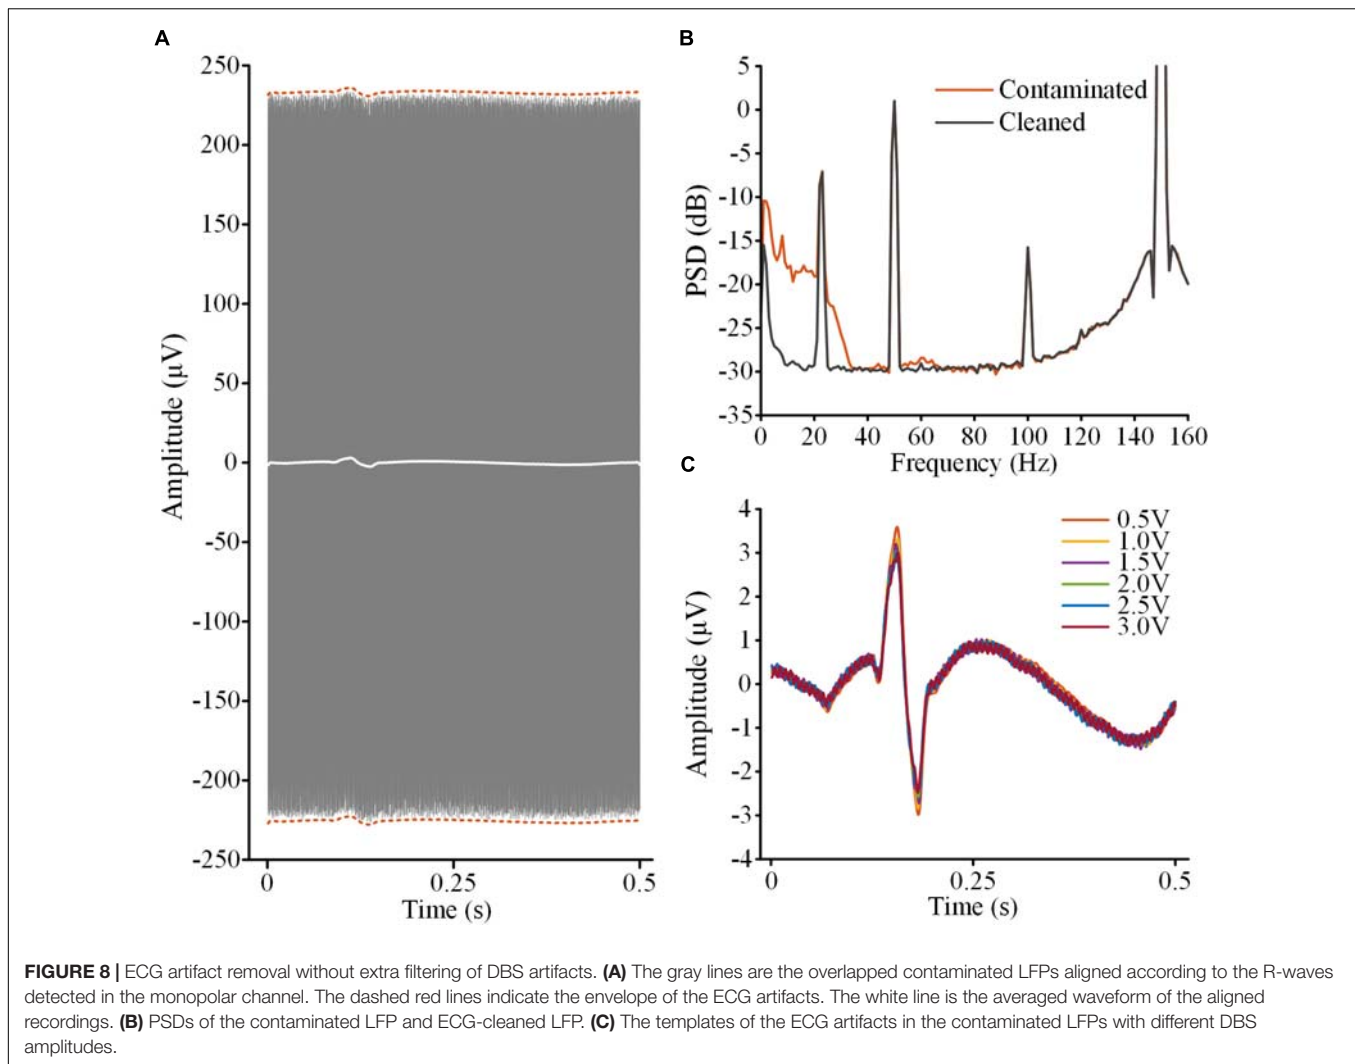 A
250
200
150
100
50
0
-50
-100
-150
-200
-250
Amplitude (µV)
0
0.25
0.5
Time (s)
B
5
0
-5
-10
-15
-20
-25
-30
-35
PSD (dB)
Contaminated
Cleaned
0
20
40
60
80
100
120
140
160
Frequency (Hz)
C
4
3
2
1
0
-1
-2
-3
-4
Amplitude (µV)
0.5V
1.0V
1.5V
2.0V
2.5V
3.0V
0
0.25
0.5
Time (s)
FIGURE 8 | ECG artifact removal without extra filtering of DBS artifacts. (A) The gray lines are the overlapped contaminated LFPs aligned according to the R-waves
detected in the monopolar channel. The dashed red lines indicate the envelope of the ECG artifacts. The white line is the averaged waveform of the aligned
recordings. (B) PSDs of the contaminated LFP and ECG-cleaned LFP. (C) The templates of the ECG artifacts in the contaminated LFPs with different DBS
amplitudes.